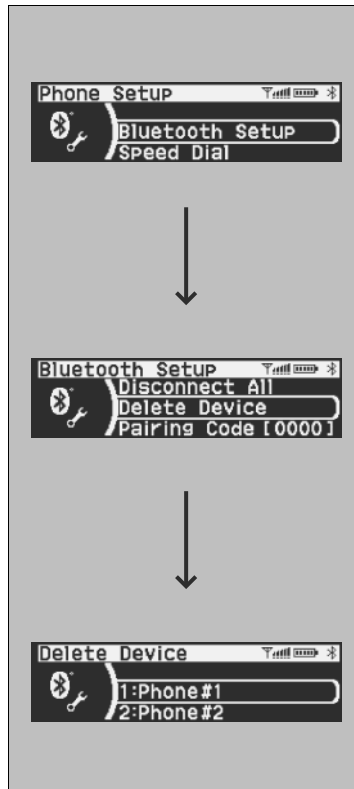 Phone Setup
Bluetooth Setup
Speed Dial
Bluetooth Setup
Disconnect All
Delete Device
Pairing Code [0000]
Delete Device
1:Phone#1
2:Phone#2